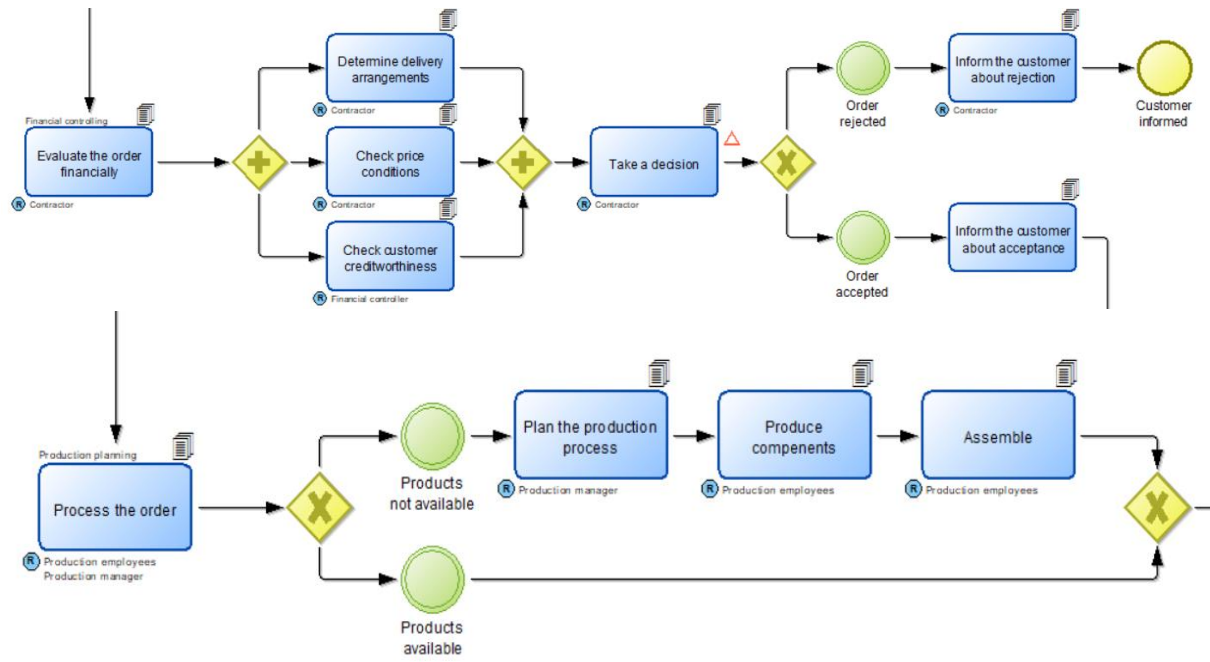 Financial controlling
Evaluate the order
financially
R Contractor
Determine delivery
arrangements
R Contractor
Check price
conditions
R Contractor
Check customer
creditworthiness
R Financial controller
Take a decision
R Contractor
Order
rejected
Inform the customer
about rejection
R Contractor
Customer
informed
Order
accepted
Inform the customer
about acceptance
Production planning
Process the order
R Production employees
Production manager
Products
not available
Plan the production
process
R Production manager
Produce
compenents
R Production employees
Assemble
R Production employees
Products
available